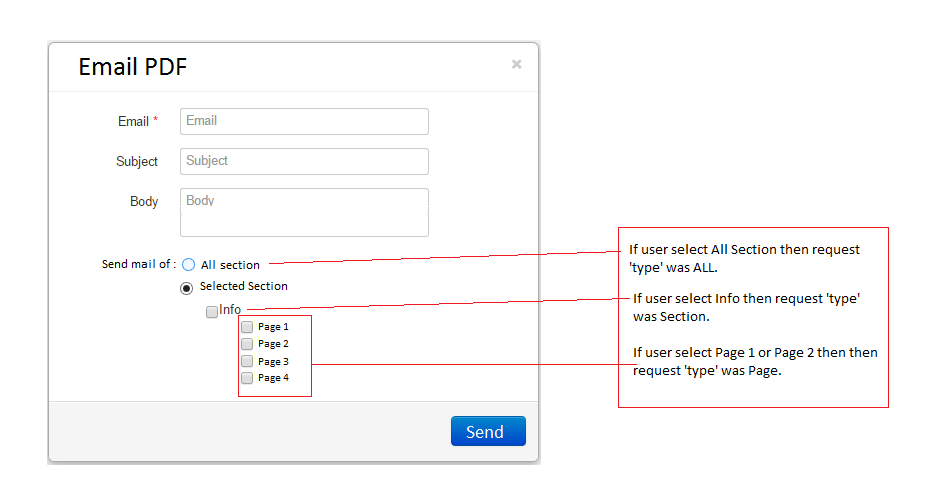 Email PDF ×
Email * Email
Subject Subject
Body Body
Send mail of : All section
Selected Section
Info
Page 1
Page 2
Page 3
Page 4
Send
If user select All Section then request
'type' was ALL.
If user select Info then request 'type'
was Section.
If user select Page 1 or Page 2 then then
request 'type' was Page.